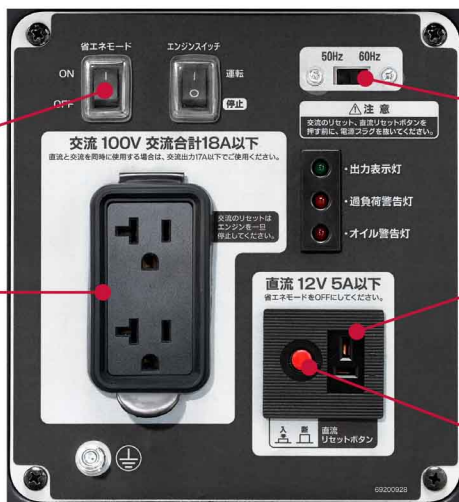 省エネモード
エンジンスイッチ
ON
OFF
運転
停止
50Hz 60Hz
⚠注 意
交流のリセット、直流リセットボタンを
押す前に、電源プラグを抜いてください。
交流 100V 交流合計18A以下
直流と交流を同時に使用する場合は、交流出力17A以下でご使用ください。
交流のリセットは
エンジンを一旦
停止してください。
・出力表示灯
・過負荷警告灯
・オイル警告灯
直流 12V 5A以下
省エネモードをOFFにしてください。
入 断
直流
リセットボタン
69200928